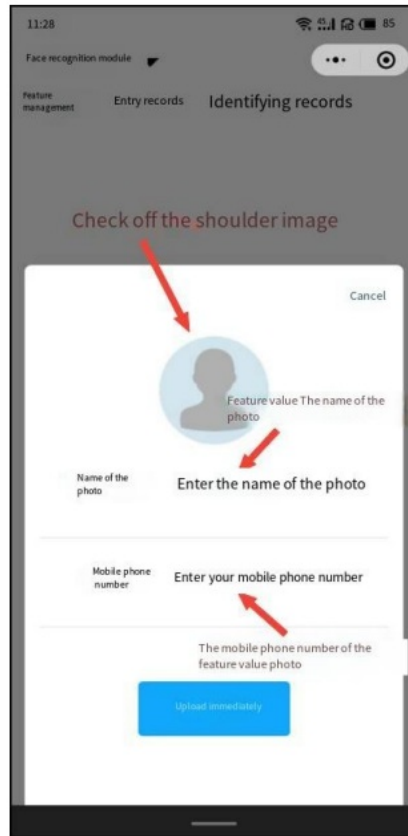 11:28
85
Face recognition module
Feature
management
Entry records
Identifying records
Check off the shoulder image
Cancel
Feature value The name of the
photo
Name of the
photo
Enter the name of the photo
Mobile phone
number
Enter your mobile phone number
The mobile phone number of the
feature value photo
Upload immediately